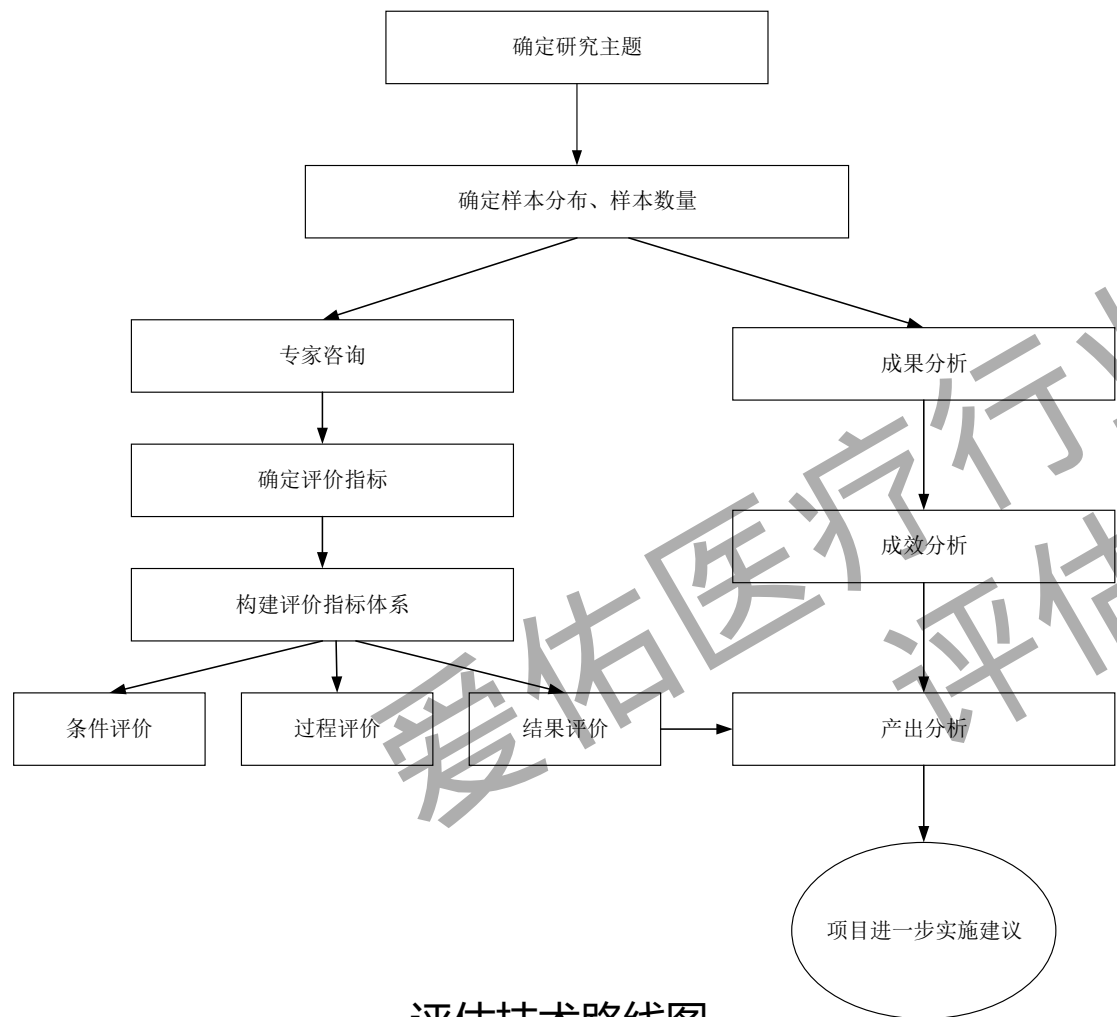 确定研究主题
确定样本分布、样本数量
专家咨询
成果分析
确定评价指标
成效分析
构建评价指标体系
条件评价
过程评价
结果评价
产出分析
项目进一步实施建议
评估技术路线图
爱佑医疗行
评估